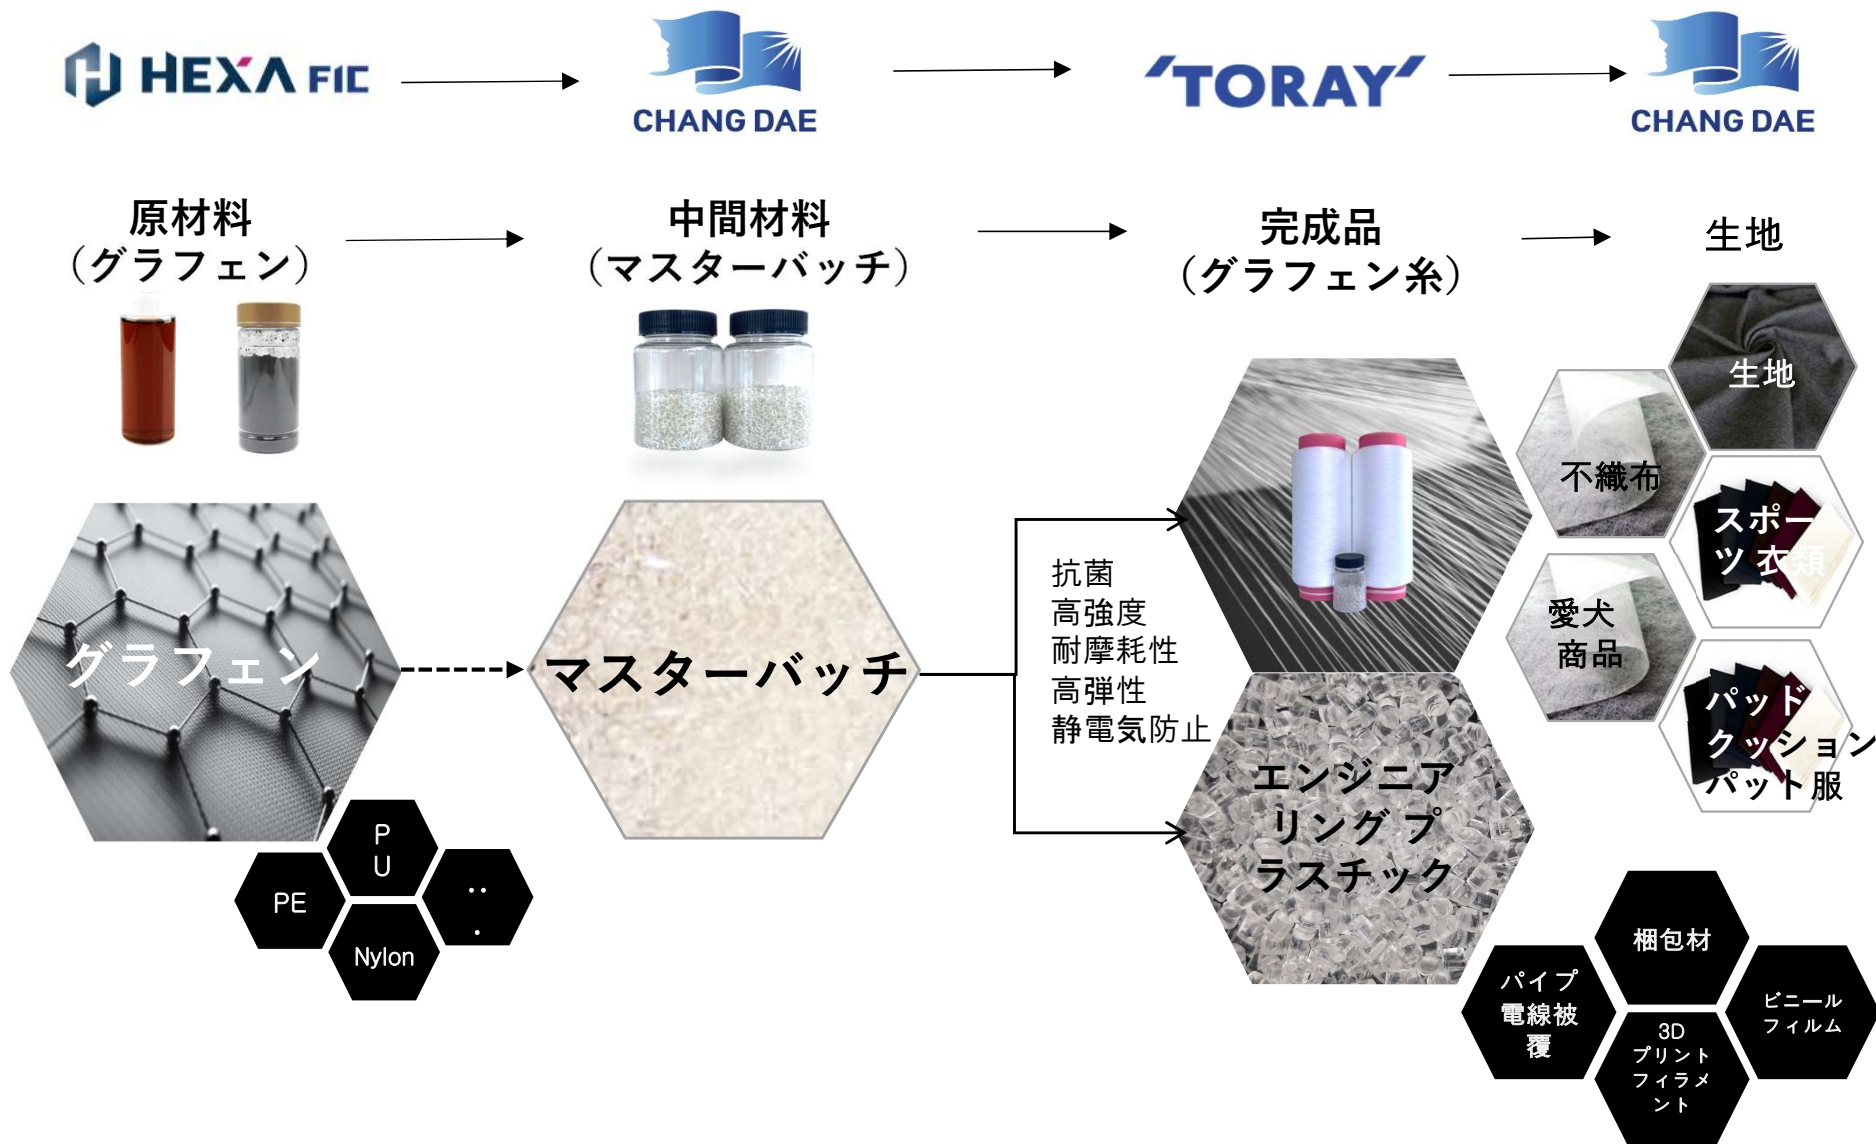 HEXA FIC
CHANG DAE
'TORAY'
CHANG DAE
原材料
(グラフェン)
中間材料
(マスターバッチ)
完成品
(グラフェン糸)
生地
生地
不織布
スポー
ツ 衣類
愛犬
商品
パッド
クッション
パット服
グラフェン
マスターバッチ
抗菌
高強度
耐摩耗性
高弾性
静電気防止
エンジニア
リング プ
ラスチック
P
U
PE
..
.
Nylon
梱包材
パイプ
電線被
覆
ビニール
フィルム
3D
プリント
フィラメ
ント